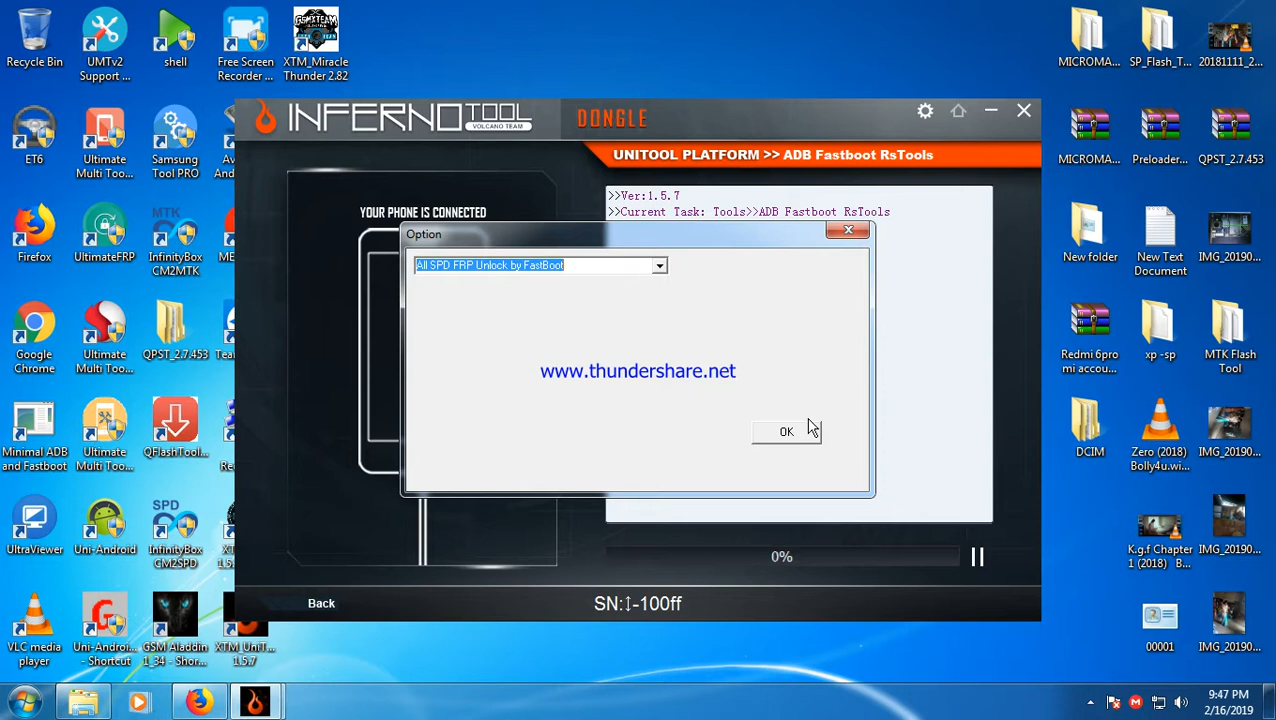 Recycle Bin
UMTv2
Support ...
shell
Free Screen
Recorder ...
GSMXTEAM
XTM_Miracle
Thunder 2.82
MICROMA...
SP_Flash_T...
20181111_2...
INFERNO TOOL
VOLCANO TEAM
DONGLE
UNITOOL PLATFORM >> ADB Fastboot RsTools
ET6
Ultimate
Multi Too...
Samsung
Tool PRO
MICROMA...
Preloader...
QPST_2.7.453
YOUR PHONE IS CONNECTED
>>Ver:1.5.7
>>Current Task: Tools>>ADB Fastboot RsTools
Option
All SPD FRP Unlock by FastBoot
www.thundershare.net
OK
Firefox
UltimateFRP
MTK
InfinityBox
CM2MTK
New folder
New Text
Document
IMG_20190...
Google
Chrome
Ultimate
Multi Too...
QPST_2.7.453
Redmi 6pro
mi accou...
xp -sp
MTK Flash
Tool
Minimal ADB
and Fastboot
Ultimate
Multi Too...
QFlashTool...
DCIM
Zero (2018)
Bolly4u.wi...
IMG_20190...
UltraViewer
Uni-Android
SPD
InfinityBox
CM2SPD
K.g.f Chapter
1 (2018) B...
IMG_20190...
0%
Back
SN:↕-100ff
VLC media
player
Uni-Andro...
- Shortcut
GSM Aladdin
1_34 - Shor...
XTM_UniT...
1.5.7
00001
IMG_20190...
9:47 PM
2/16/2019